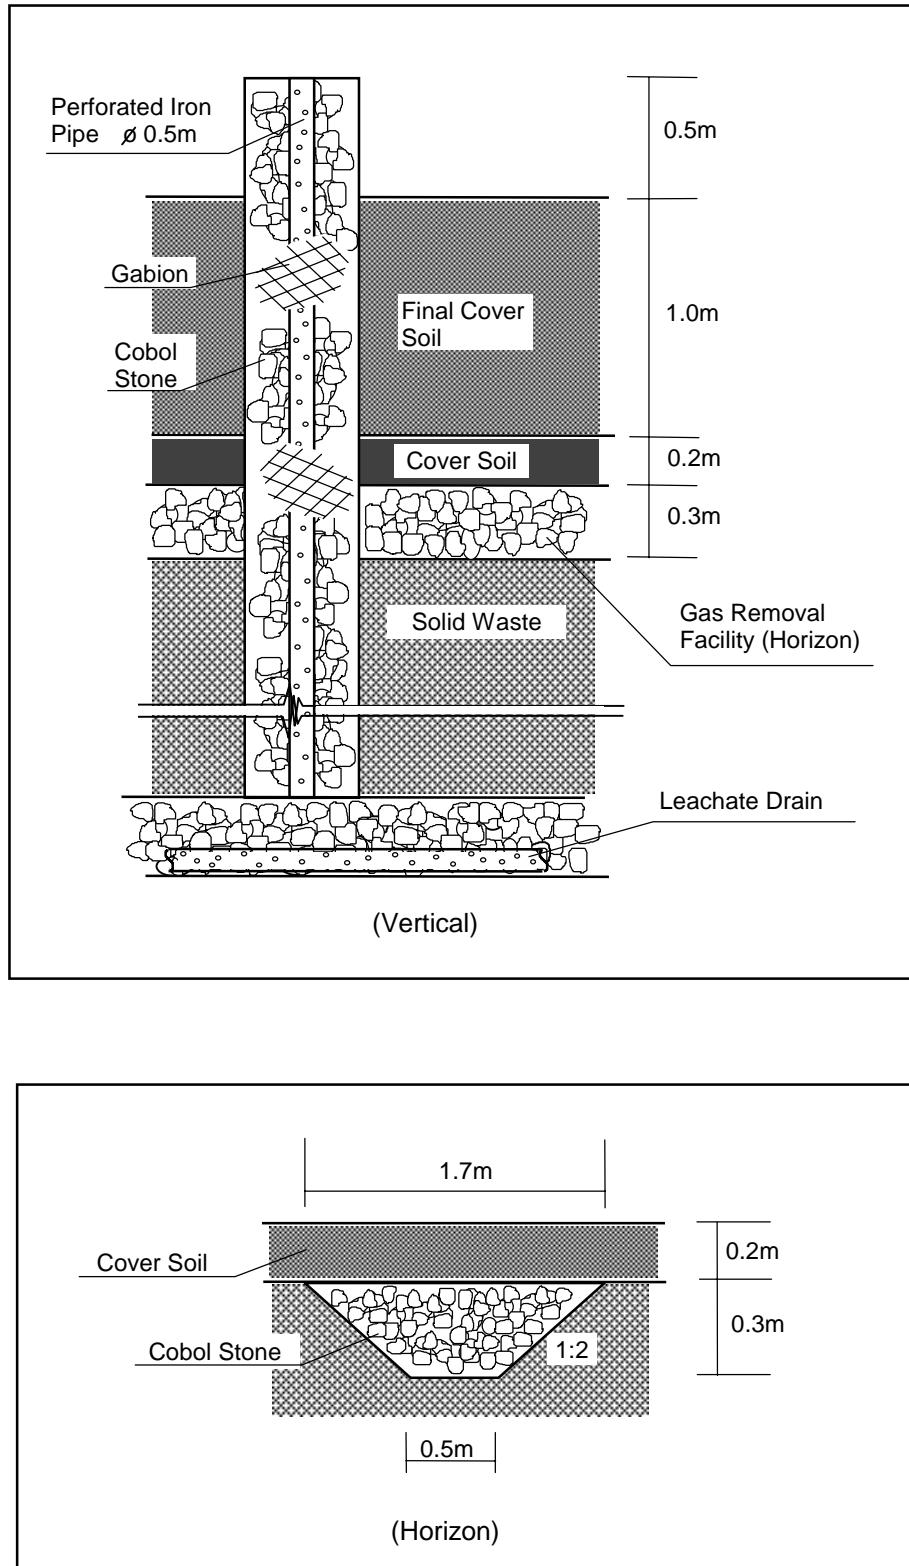 Perforated Iron
Pipe ø 0.5m
0.5m
Gabion
Final Cover
Soil
1.0m
Cobol
Stone
Cover Soil
0.2m
0.3m
Solid Waste
Gas Removal
Facility (Horizon)
Leachate Drain
(Vertical)
1.7m
Cover Soil
0.2m
Cobol Stone
1:2
0.3m
0.5m
(Horizon)